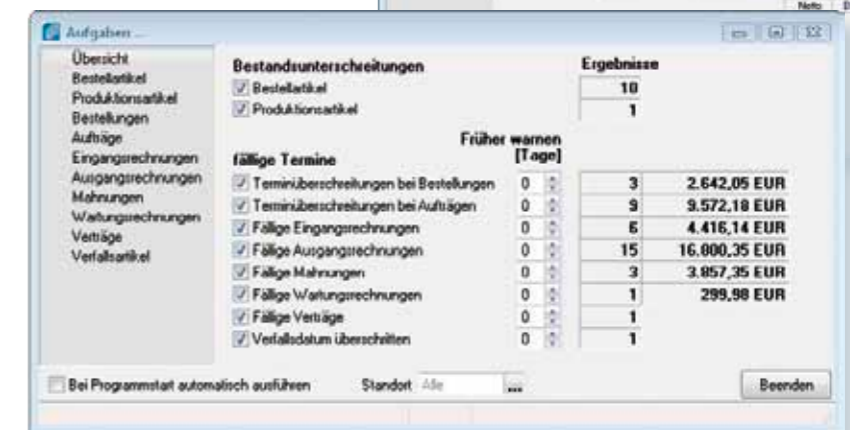 Netto
Aufgaben ...
Übersicht
Bestellartikel
Produktionsartikel
Bestellungen
Aufträge
Eingangsrechnungen
Ausgangsrechnungen
Mahnungen
Wartungsrechnungen
Verträge
Verfallsartikel
Bestandsunterschreitungen Ergebnisse
Bestellartikel 10
Produktionsartikel 1
Früher warnen
fällige Termine [Tage]
Terminüberschreitungen bei Bestellungen 0 3 2.642,05 EUR
Terminüberschreitungen bei Aufträgen 0 9 9.572,18 EUR
Fällige Eingangsrechnungen 0 6 4.416,14 EUR
Fällige Ausgangsrechnungen 0 15 16.800,35 EUR
Fällige Mahnungen 0 3 3.857,35 EUR
Fällige Wartungsrechnungen 0 1 299,98 EUR
Fällige Verträge 0 1
Verfallsdatum überschritten 0 1
Bei Programmstart automatisch ausführen Standort Alle ... Beenden